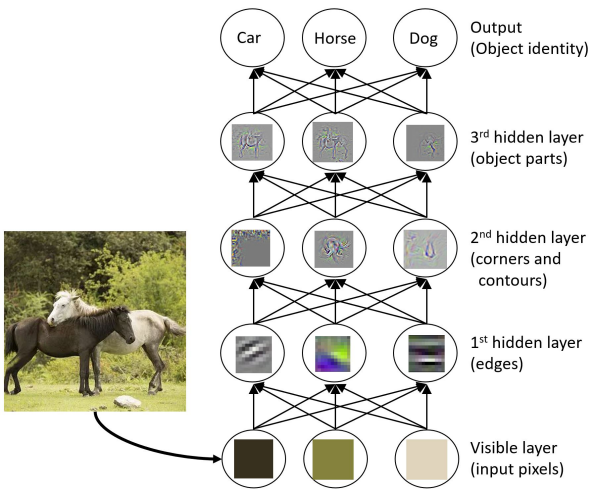 Car
Horse
Dog
Output
(Object identity)
3rd hidden layer
(object parts)
2nd hidden layer
(corners and
contours)
1st hidden layer
(edges)
Visible layer
(input pixels)